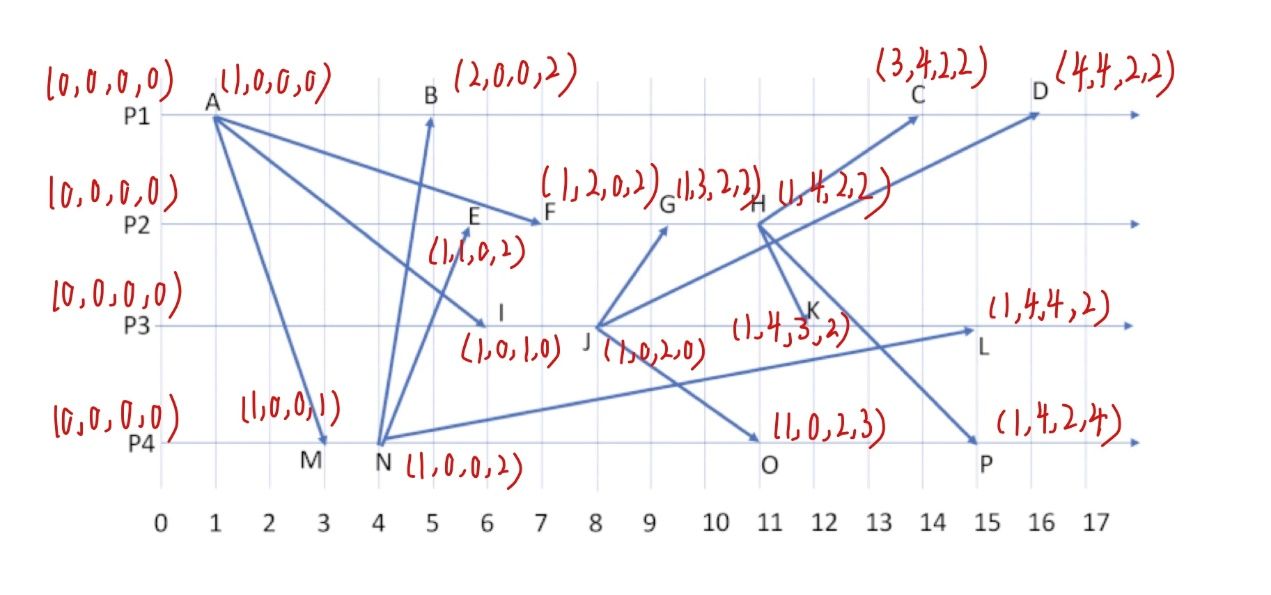 (0,0,0,0) (1,0,0,0) (2,0,0,2) (3,4,2,2) (4,4,2,2)
A B C D
P1
(0,0,0,0) (1,2,0,2) (1,3,2,2) (1,4,2,2)
E F G H
P2
(1,1,0,2)
(0,0,0,0) (1,4,4,2)
I K
P3 (1,4,3,2)
(1,0,1,0) J (1,0,2,0) L
(0,0,0,0) (1,0,0,1) (1,0,2,3) (1,4,2,4)
P4
M N (1,0,0,2) O P
0 1 2 3 4 5 6 7 8 9 10 11 12 13 14 15 16 17